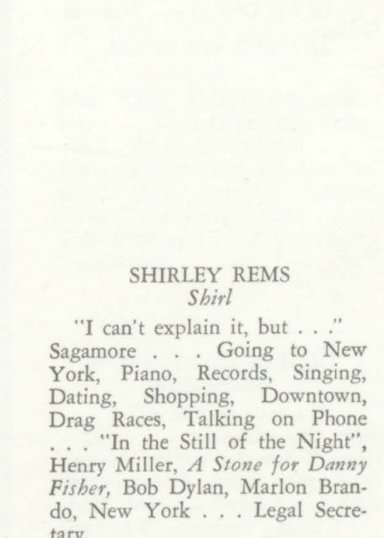 SHIRLEY REMS
Shirl
"I can't explain it, but . . ."
Sagamore . . . Going to New
York, Piano, Records, Singing,
Dating, Shopping, Downtown,
Drag Races, Talking on Phone
. . . "In the Still of the Night",
Henry Miller, A Stone for Danny
Fisher, Bob Dylan, Marlon Bran-
do, New York . . . Legal Secre-
tary